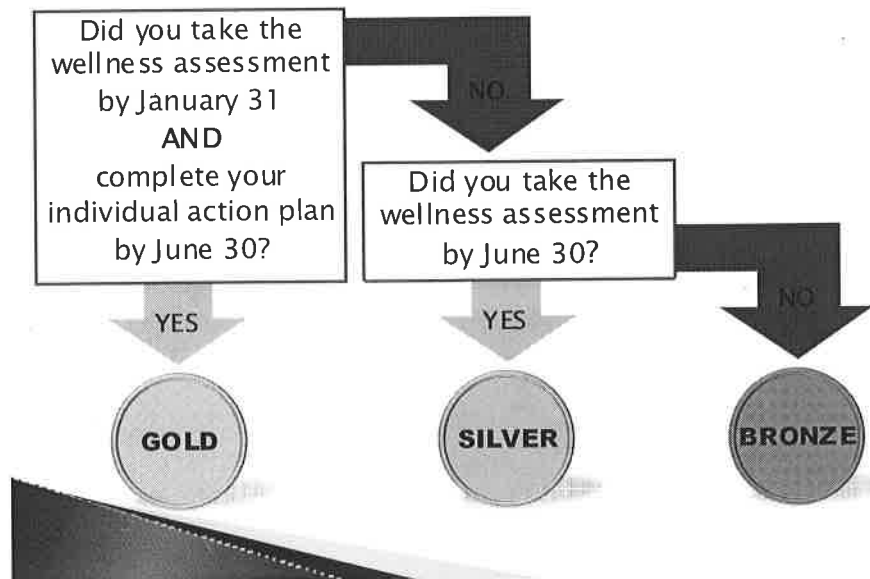 Did you take the
wellness assessment
by January 31
AND
complete your
individual action plan
by June 30?
NO
Did you take the
wellness assessment
by June 30?
NO
YES
YES
GOLD
SILVER
BRONZE